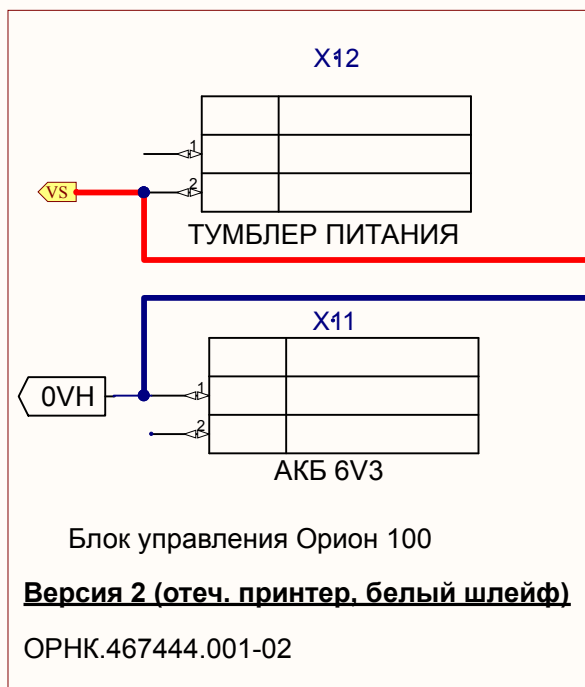 X12
1
VS
2
ТУМБЛЕР ПИТАНИЯ
X11
0VH
1
2
АКБ 6V3
Блок управления Орион 100
Версия 2 (отеч. принтер, белый шлейф)
ОРНК.467444.001-02